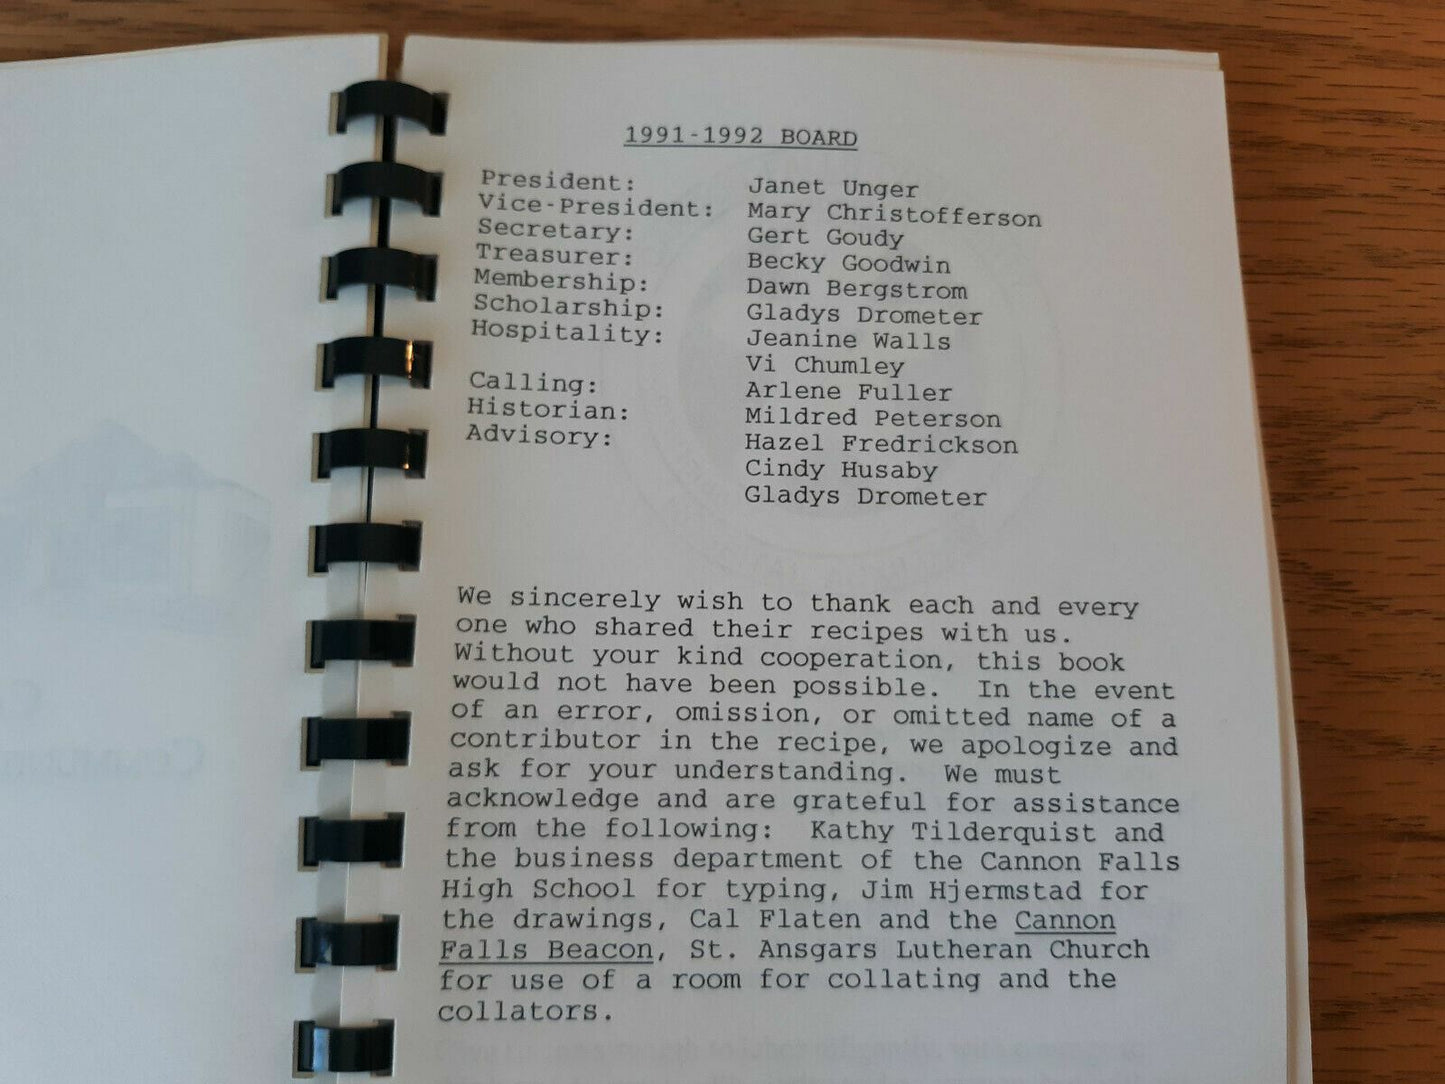 1991-1992 BOARD
President: Janet Unger
Vice-President: Mary Christofferson
Secretary: Gert Goudy
Treasurer: Becky Goodwin
Membership: Dawn Bergstrom
Scholarship: Gladys Drometer
Hospitality: Jeanine Walls
Vi Chumley
Calling: Arlene Fuller
Historian: Mildred Peterson
Advisory: Hazel Fredrickson
Cindy Husaby
Gladys Drometer
We sincerely wish to thank each and every
one who shared their recipes with us.
Without your kind cooperation, this book
would not have been possible. In the event
of an error, omission, or omitted name of a
contributor in the recipe, we apologize and
ask for your understanding. We must
acknowledge and are grateful for assistance
from the following: Kathy Tilderquist and
the business department of the Cannon Falls
High School for typing, Jim Hjermstad for
the drawings, Cal Flaten and the Cannon
Falls Beacon, St. Ansgars Lutheran Church
for use of a room for collating and the
collators.